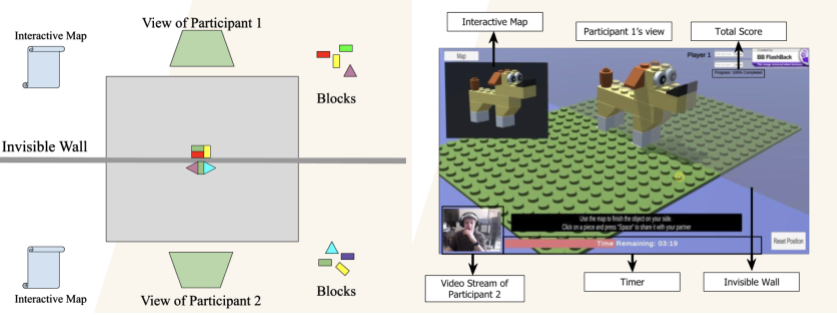 View of Participant 1
Interactive Map
Blocks
Invisible Wall
Interactive Map
View of Participant 2
Blocks
Interactive Map
Participant 1's view
Total Score
Map
Player 1
BB FlashBack
Progress: 100% Completed
Use the map to finish the object on your side.
Click on a piece and press "Space" to share it with your partner
Time Remaining: 03:19
Reset Position
Video Stream of
Participant 2
Timer
Invisible Wall